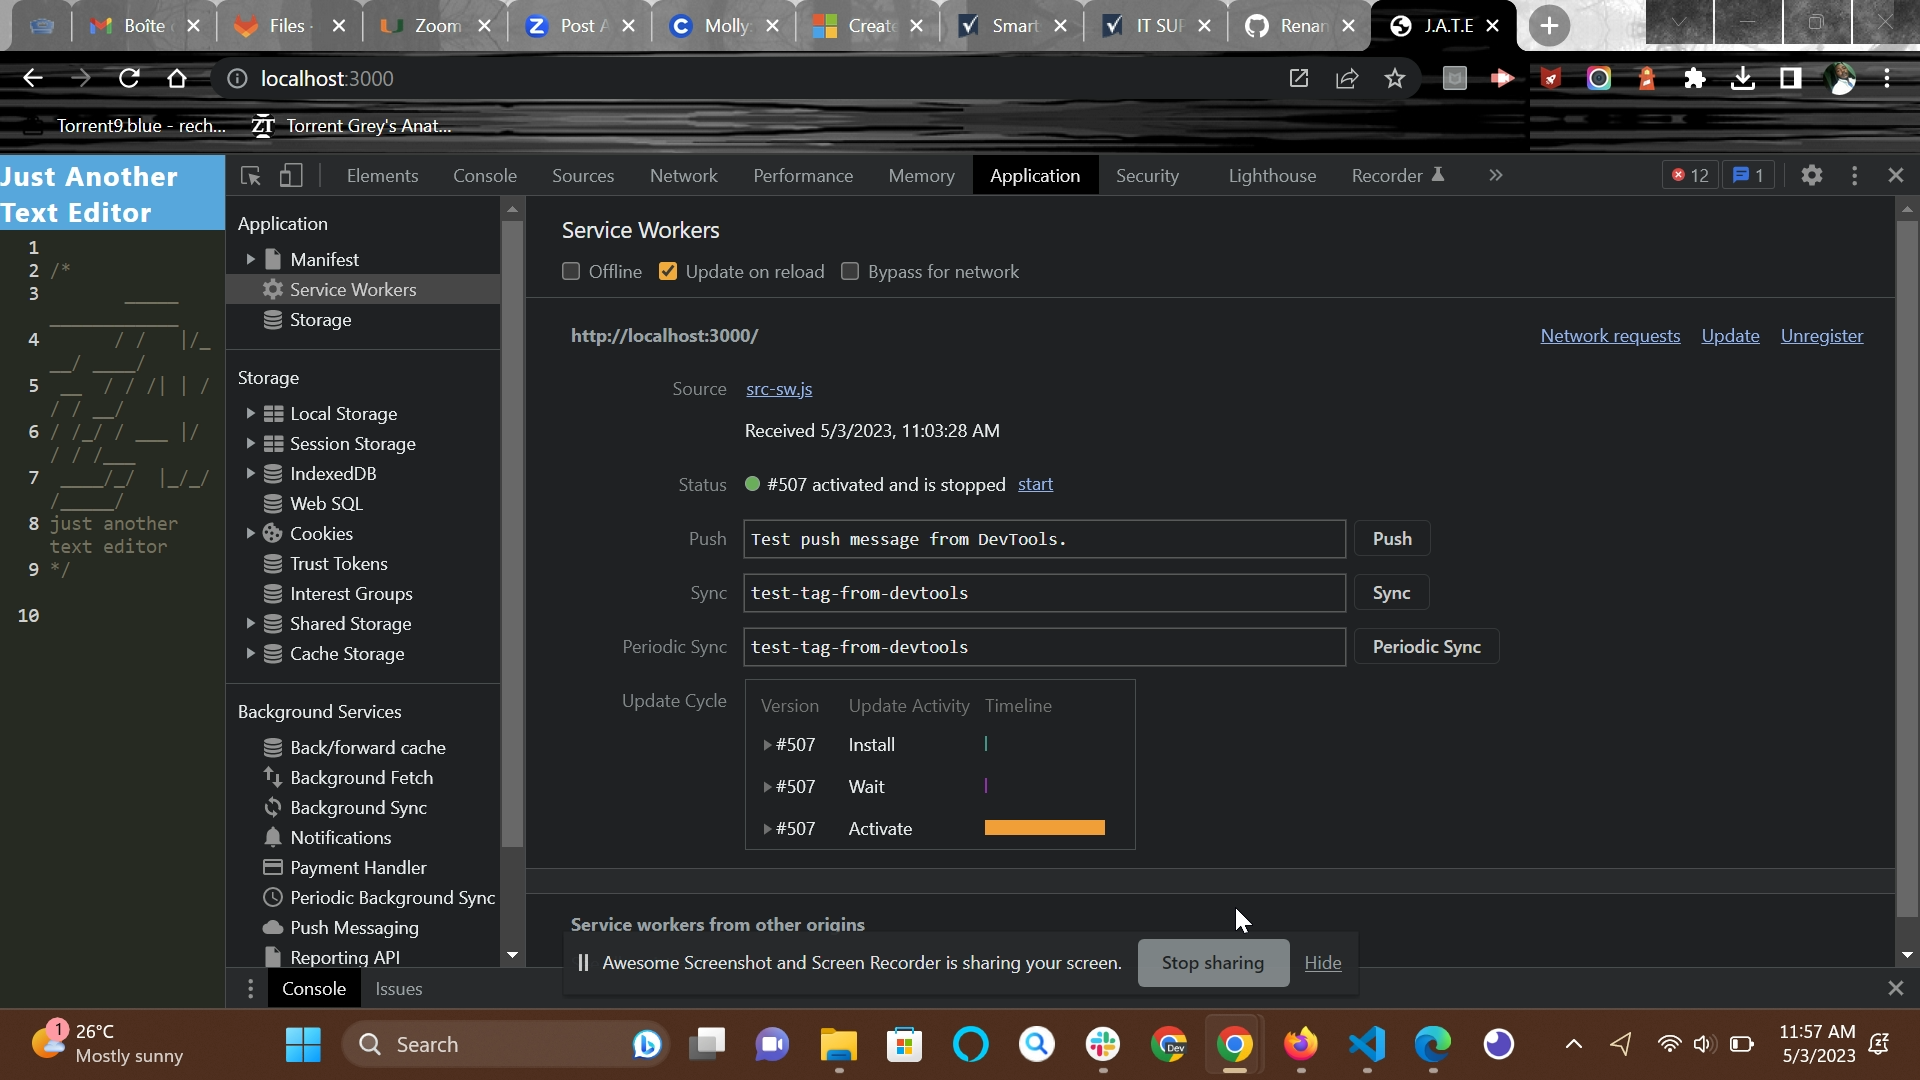 Boîte
Files
Zoom
Post
Molly
Create
Smart
IT SUP
Renan
J.A.T.E
localhost:3000
Torrent9.blue - rech...
ZT Torrent Grey's Anat...
Just Another
Text Editor
1
2 /*
3 _____
_____________
4 / / |/_
__/ ____/
5 __ / / /| | /
/ / __/
6 / /_/ / ___ |/
/ / /___
7 ____/_/ |_/_/
/_____/
8 just another
text editor
9 */
10
Elements Console Sources Network Performance Memory Application Security Lighthouse Recorder » 12 1
Application
Manifest
Service Workers
Storage
Storage
Local Storage
Session Storage
IndexedDB
Web SQL
Cookies
Trust Tokens
Interest Groups
Shared Storage
Cache Storage
Background Services
Back/forward cache
Background Fetch
Background Sync
Notifications
Payment Handler
Periodic Background Sync
Push Messaging
Reporting API
Service Workers
Offline Update on reload Bypass for network
http://localhost:3000/ Network requests Update Unregister
Source src-sw.js
Received 5/3/2023, 11:03:28 AM
Status #507 activated and is stopped start
Push Test push message from DevTools. Push
Sync test-tag-from-devtools Sync
Periodic Sync test-tag-from-devtools Periodic Sync
Update Cycle Version Update Activity Timeline
#507 Install
#507 Wait
#507 Activate
Service workers from other origins
Awesome Screenshot and Screen Recorder is sharing your screen. Stop sharing Hide
Console Issues
1 26°C
Mostly sunny
Search
Dev
11:57 AM
5/3/2023